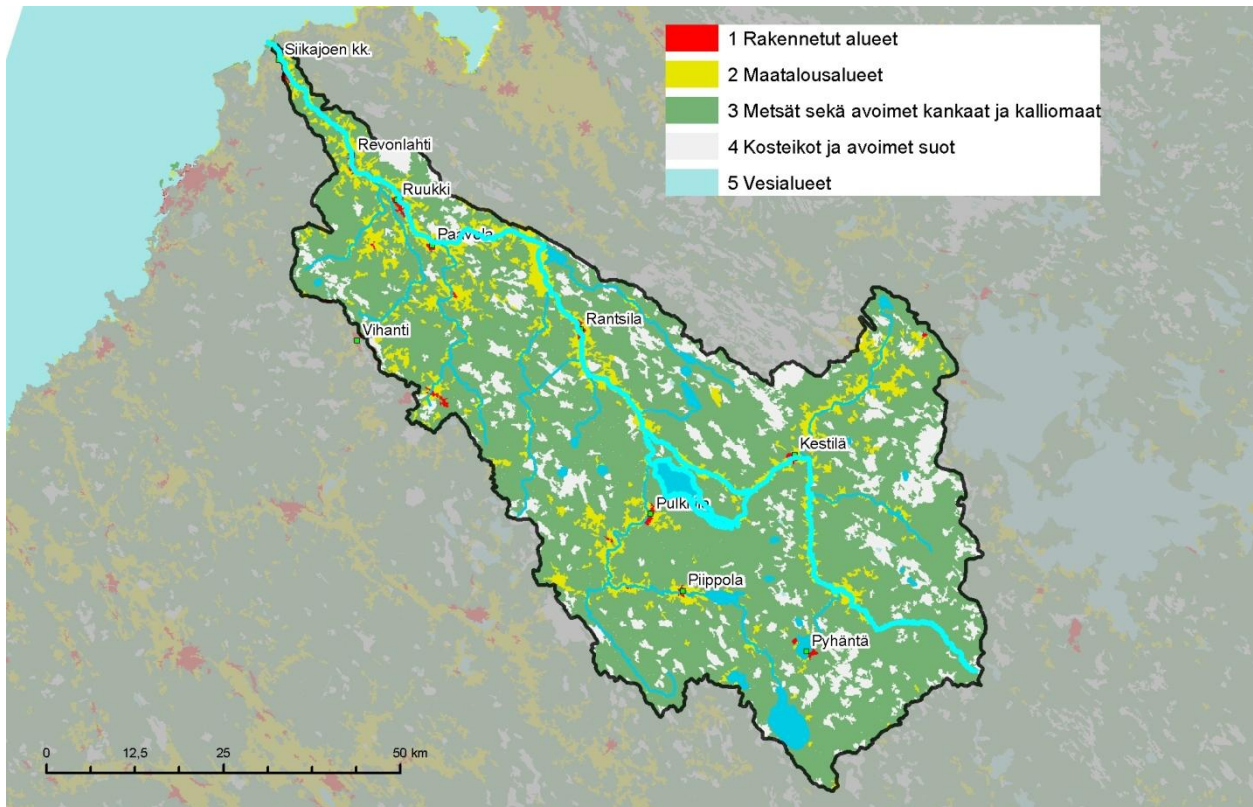 1 Rakennetut alueet
2 Maatalousalueet
3 Metsät sekä avoimet kankaat ja kalliomaat
4 Kosteikot ja avoimet suot
5 Vesialueet
Siikajoen kk.
Revonlahti
Ruukki
Paavola
Rantsila
Vihanti
Kestilä
Pulkkila
Piippola
Pyhäntä
0 12,5 25 50 km